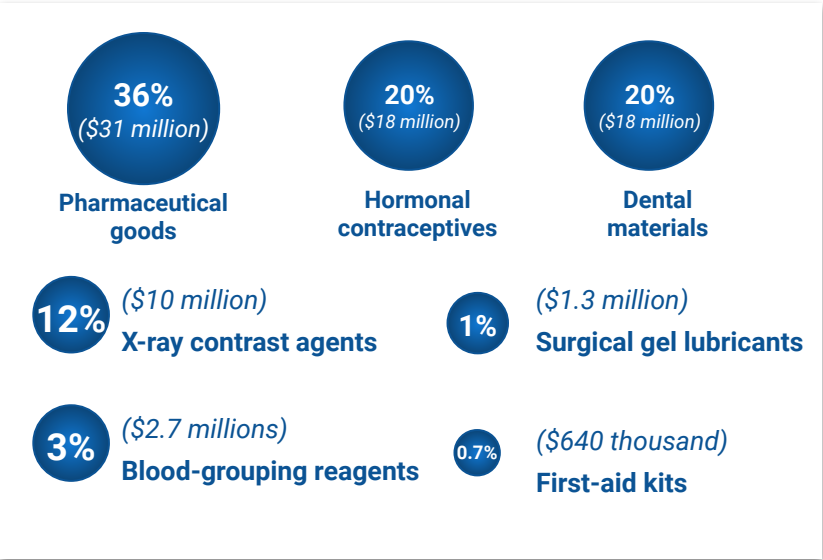 36%
($31 million)
Pharmaceutical
goods
20%
($18 million)
Hormonal
contraceptives
20%
($18 million)
Dental
materials
12%
($10 million)
X-ray contrast agents
1%
($1.3 million)
Surgical gel lubricants
3%
($2.7 millions)
Blood-grouping reagents
0.7%
($640 thousand)
First-aid kits